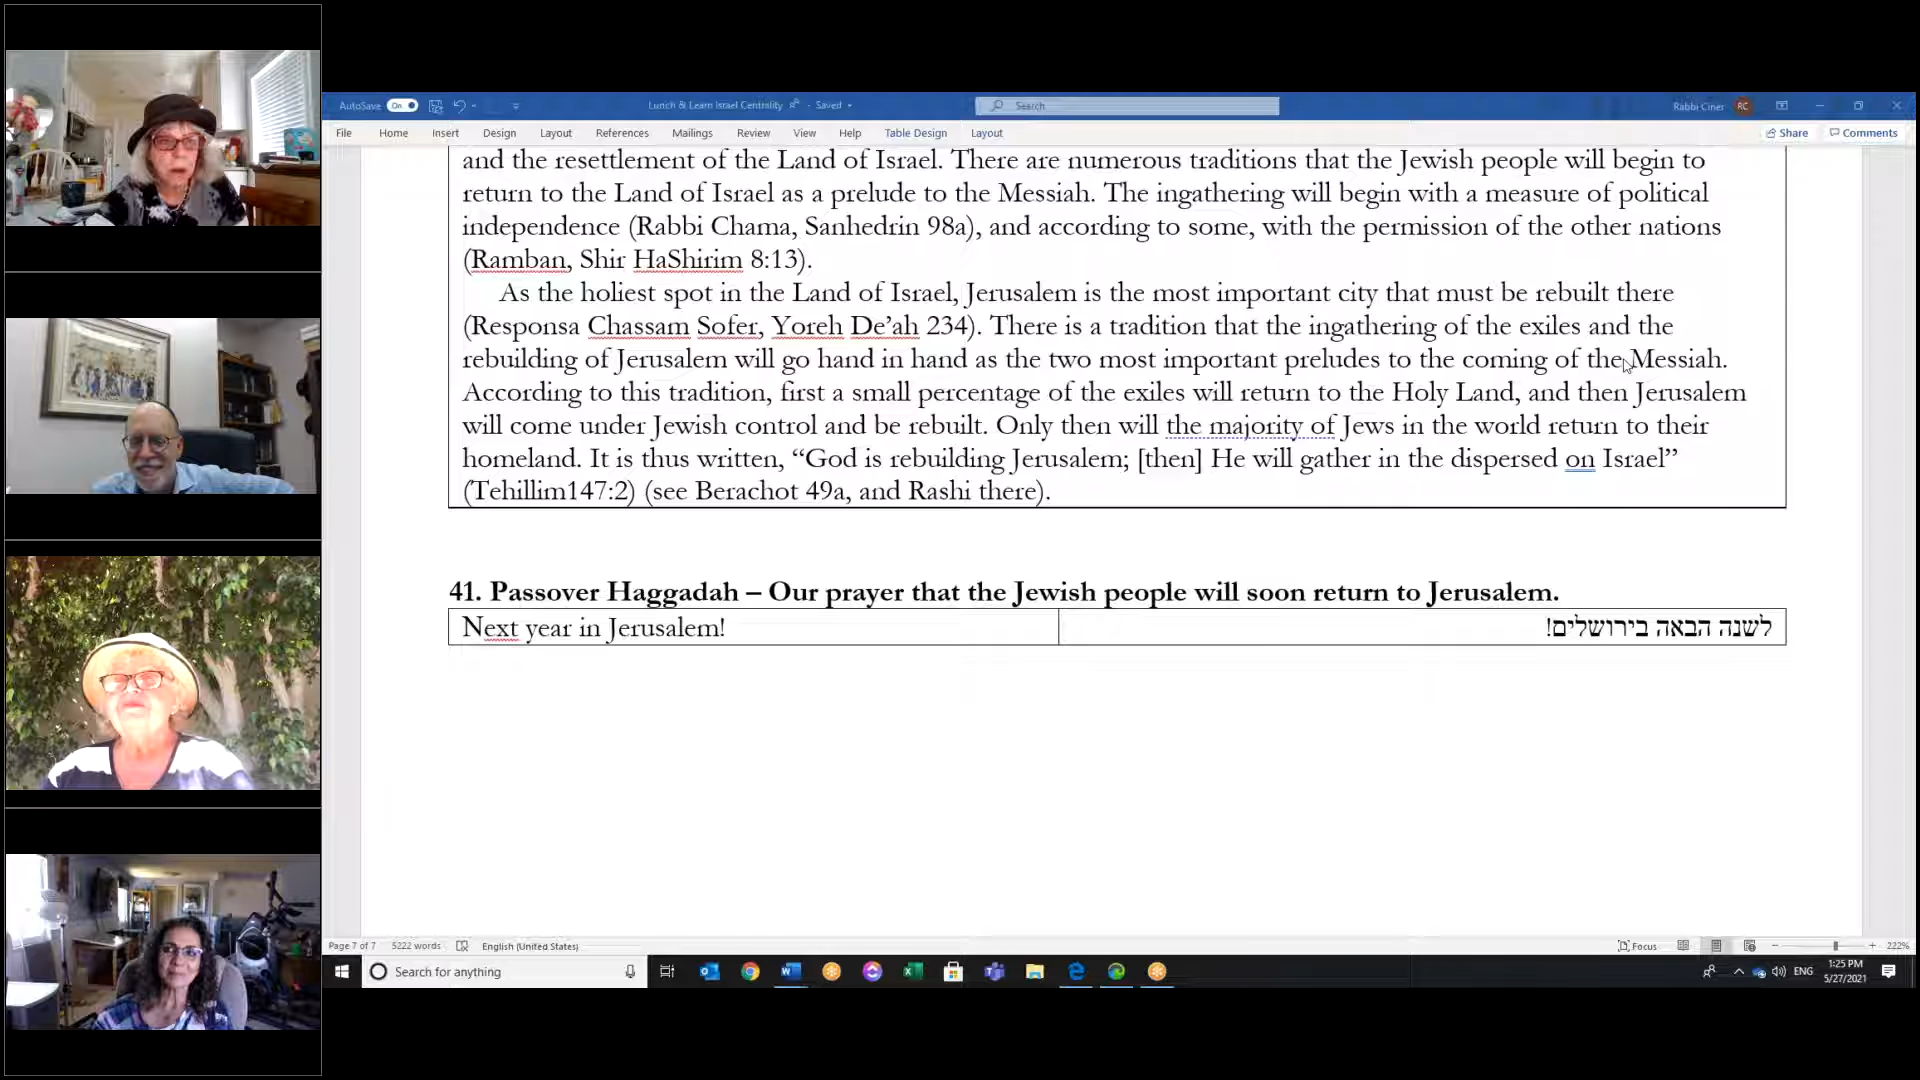 AutoSave On
Lunch & Learn Israel Centrality - Saved
Search
Rabbi Ciner RC
File Home Insert Design Layout References Mailings Review View Help Table Design Layout Share Comments
and the resettlement of the Land of Israel. There are numerous traditions that the Jewish people will begin to
return to the Land of Israel as a prelude to the Messiah. The ingathering will begin with a measure of political
independence (Rabbi Chama, Sanhedrin 98a), and according to some, with the permission of the other nations
(Ramban, Shir HaShirim 8:13).
As the holiest spot in the Land of Israel, Jerusalem is the most important city that must be rebuilt there
(Responsa Chassam Sofer, Yoreh De’ah 234). There is a tradition that the ingathering of the exiles and the
rebuilding of Jerusalem will go hand in hand as the two most important preludes to the coming of the Messiah.
According to this tradition, first a small percentage of the exiles will return to the Holy Land, and then Jerusalem
will come under Jewish control and be rebuilt. Only then will the majority of Jews in the world return to their
homeland. It is thus written, “God is rebuilding Jerusalem; [then] He will gather in the dispersed on Israel”
(Tehillim147:2) (see Berachot 49a, and Rashi there).
41. Passover Haggadah – Our prayer that the Jewish people will soon return to Jerusalem.
Next year in Jerusalem!
לשנה הבאה בירושלים!
Page 7 of 7 5222 words English (United States) Focus 222%
Search for anything
ENG
1:25 PM
5/27/2021